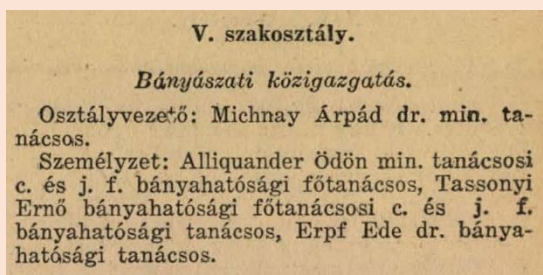 V. szakosztály.
Bányászati közigazgatás.
Osztályvezető: Michnay Árpád dr. min. ta-
nácsos.
Személyzet: Alliquander Ödön min. tanácsosi
c. és j. f. bányahatósági főtanácsos, Tassonyi
Ernő bányahatósági főtanácsosi c. és j. f.
bányahatósági tanácsos, Erpf Ede dr. bánya-
hatósági tanácsos.